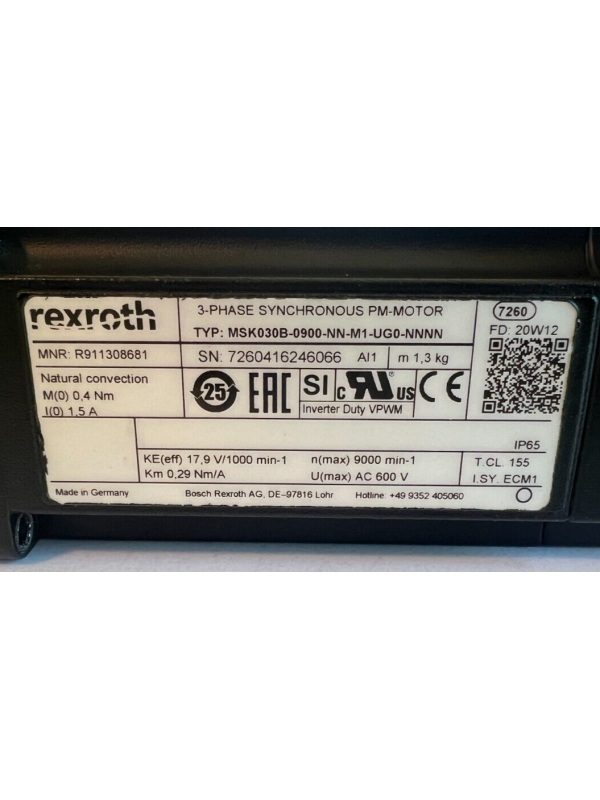 rexroth
3-PHASE SYNCHRONOUS PM-MOTOR
7260
TYP: MSK030B-0900-NN-M1-UG0-NNNN
FD: 20W12
MNR: R911308681
SN: 7260416246066 AI1 m 1,3 kg
Natural convection
M(0) 0,4 Nm
I(0) 1,5 A
25
EAC
SI
c RU ® US
CE
Inverter Duty VPWM
IP65
KE(eff) 17,9 V/1000 min-1 n(max) 9000 min-1
T.CL. 155
Km 0,29 Nm/A U(max) AC 600 V
I.SY. ECM1
Made in Germany Bosch Rexroth AG, DE-97816 Lohr Hotline: +49 9352 405060